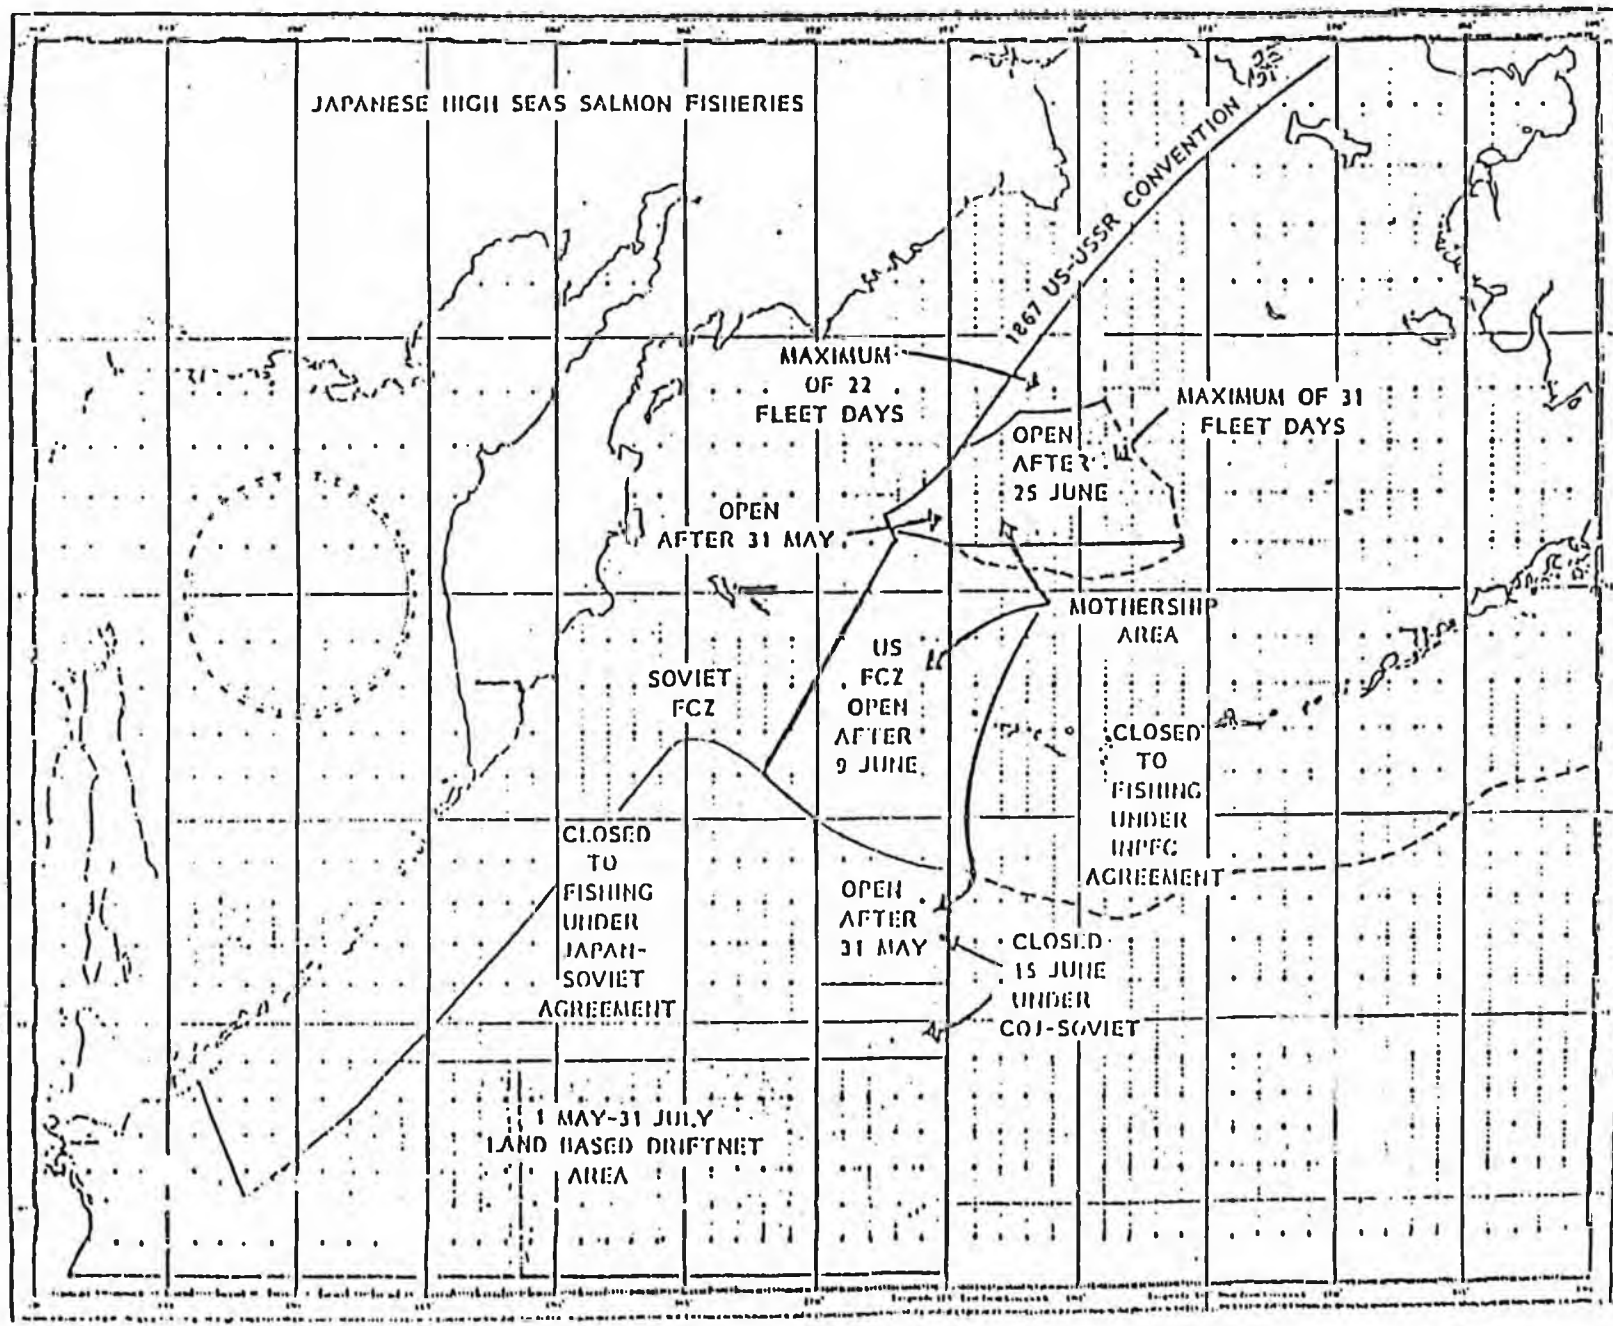 JAPANESE HIGH SEAS SALMON FISHERIES
1867 US-USSR CONVENTION
MAXIMUM
OF 22
FLEET DAYS
MAXIMUM OF 31
FLEET DAYS
OPEN
AFTER
25 JUNE
OPEN
AFTER 31 MAY
MOTHERSHIP
AREA
US
FCZ
OPEN
AFTER
9 JUNE
SOVIET
FCZ
CLOSED
TO
FISHING
UNDER
INPFC
AGREEMENT
CLOSED
TO
FISHING
UNDER
JAPAN-
SOVIET
AGREEMENT
OPEN
AFTER
31 MAY
CLOSED
15 JUNE
UNDER
GOJ-SOVIET
1 MAY-31 JULY
LAND BASED DRIFTNET
AREA